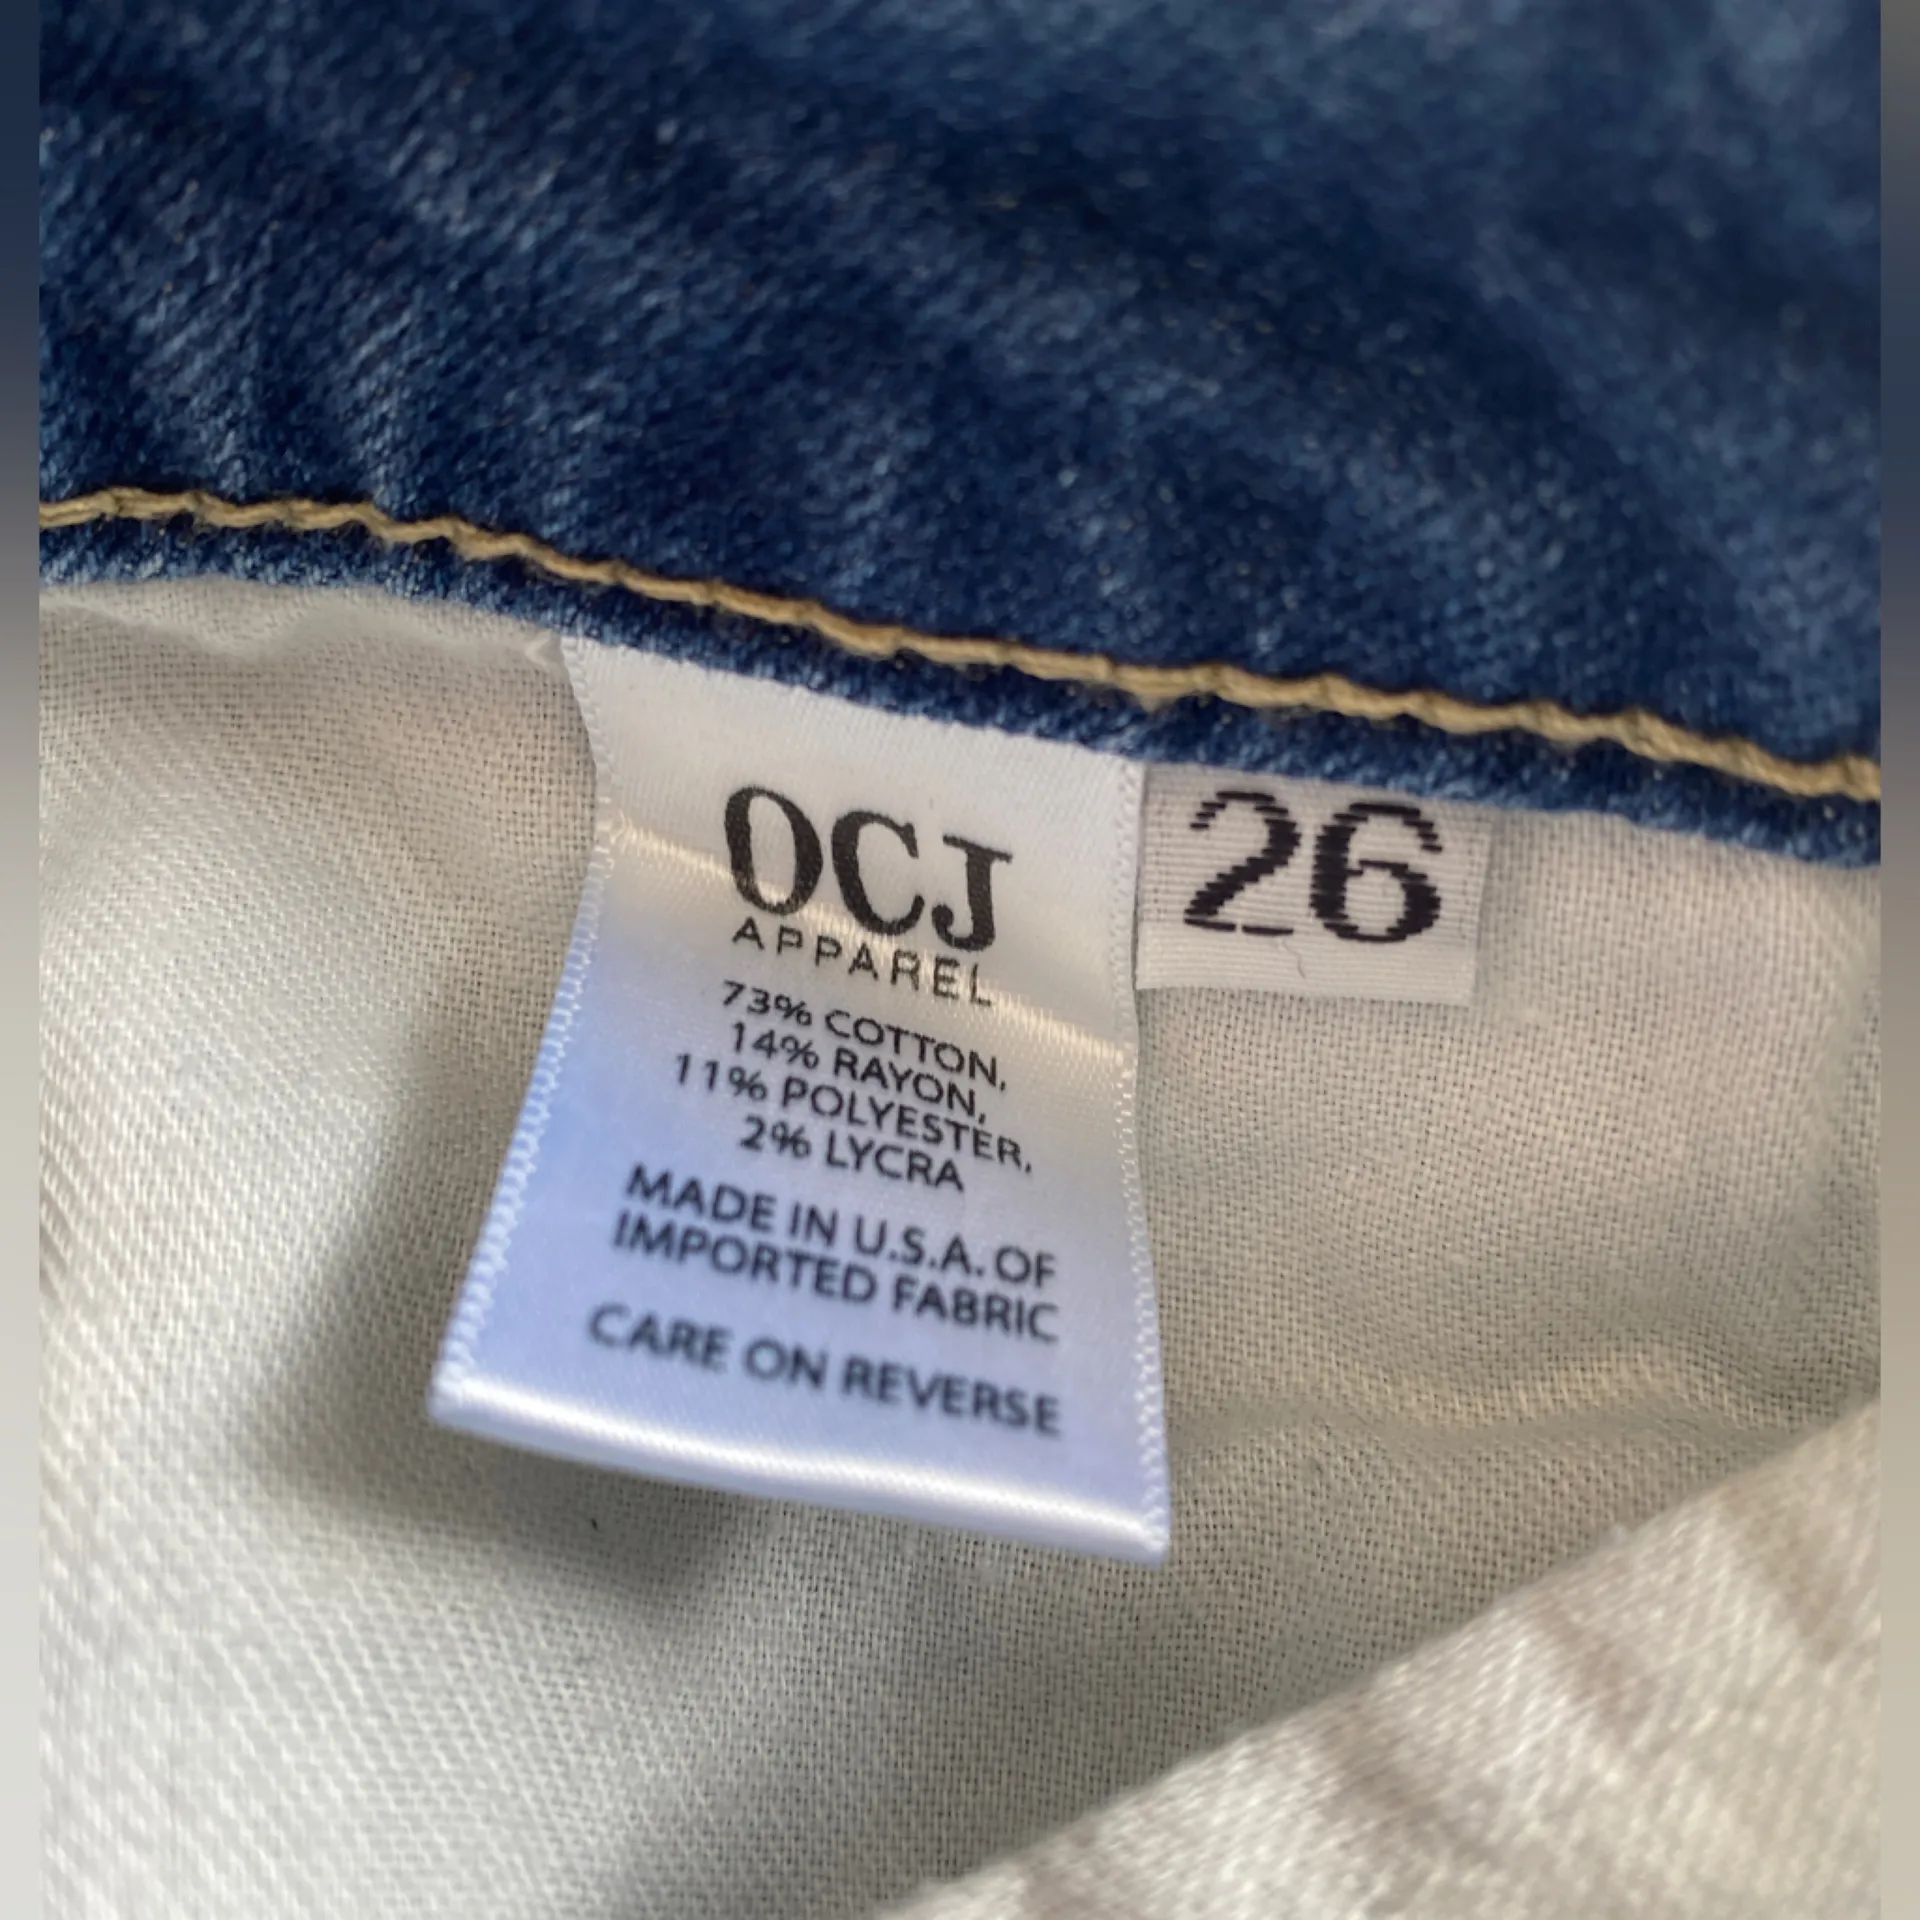 OCJ
APPAREL
73% COTTON,
14% RAYON,
11% POLYESTER,
2% LYCRA
MADE IN U.S.A. OF
IMPORTED FABRIC
CARE ON REVERSE
26